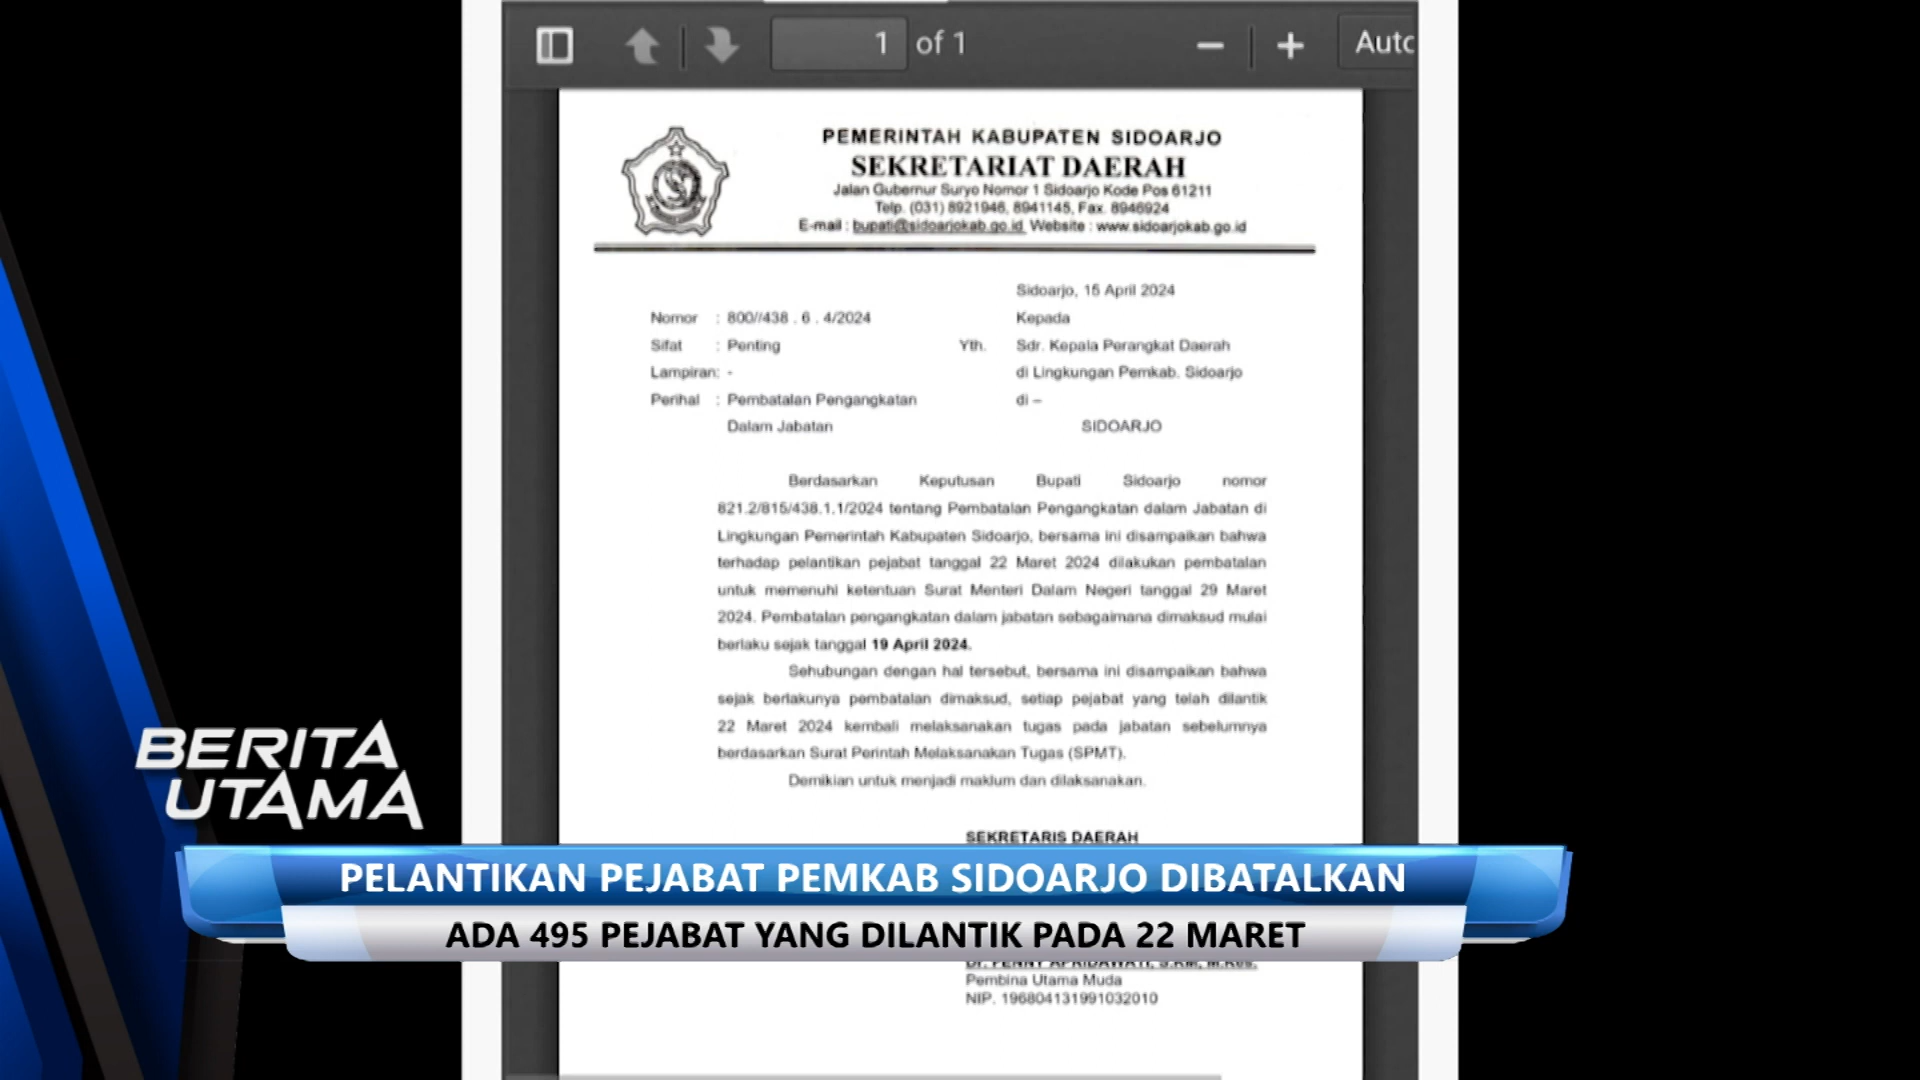 1 of 1
Auto
PEMERINTAH KABUPATEN SIDOARJO
SEKRETARIAT DAERAH
Jalan Gubernur Suryo Nomor 1 Sidoarjo Kode Pos 61211
Telp. (031) 8921946, 8941145, Fax. 8946924
E-mail : bupati@sidoarjokab.go.id Website : www.sidoarjokab.go.id
Sidoarjo, 15 April 2024
Nomor : 800//438 . 6 . 4/2024 Kepada
Sifat : Penting Yth. Sdr. Kepala Perangkat Daerah
Lampiran: - di Lingkungan Pemkab. Sidoarjo
Perihal : Pembatalan Pengangkatan di –
Dalam Jabatan SIDOARJO
Berdasarkan Keputusan Bupati Sidoarjo nomor
821.2/815/438.1.1/2024 tentang Pembatalan Pengangkatan dalam Jabatan di
Lingkungan Pemerintah Kabupaten Sidoarjo, bersama ini disampaikan bahwa
terhadap pelantikan pejabat tanggal 22 Maret 2024 dilakukan pembatalan
untuk memenuhi ketentuan Surat Menteri Dalam Negeri tanggal 29 Maret
2024. Pembatalan pengangkatan dalam jabatan sebagaimana dimaksud mulai
berlaku sejak tanggal 19 April 2024.
Sehubungan dengan hal tersebut, bersama ini disampaikan bahwa
sejak berlakunya pembatalan dimaksud, setiap pejabat yang telah dilantik
22 Maret 2024 kembali melaksanakan tugas pada jabatan sebelumnya
berdasarkan Surat Perintah Melaksanakan Tugas (SPMT).
Demikian untuk menjadi maklum dan dilaksanakan.
SEKRETARIS DAERAH
BERITA
UTAMA
PELANTIKAN PEJABAT PEMKAB SIDOARJO DIBATALKAN
ADA 495 PEJABAT YANG DILANTIK PADA 22 MARET
Pembina Utama Muda
NIP. 196804131991032010